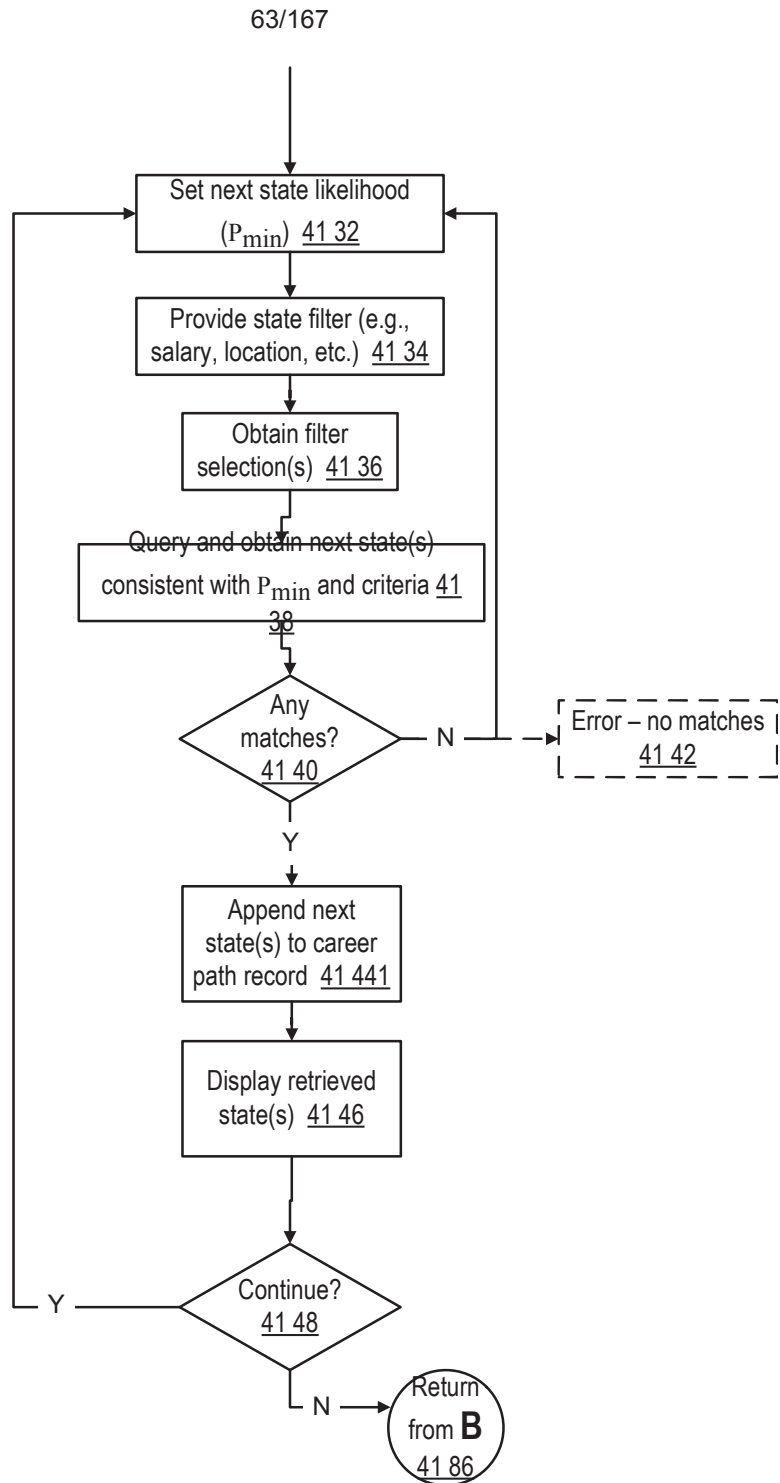 63/167
Set next state likelihood
(Pmin) 41 32
Provide state filter (e.g.,
salary, location, etc.) 41 34
Obtain filter
selection(s) 41 36
Query and obtain next state(s)
consistent with Pmin and criteria 41
38
Any
matches?
41 40
N
Error – no matches
41 42
Y
Append next
state(s) to career
path record 41 441
Display retrieved
state(s) 41 46
Continue?
41 48
Y
N
Return
from B
41 86